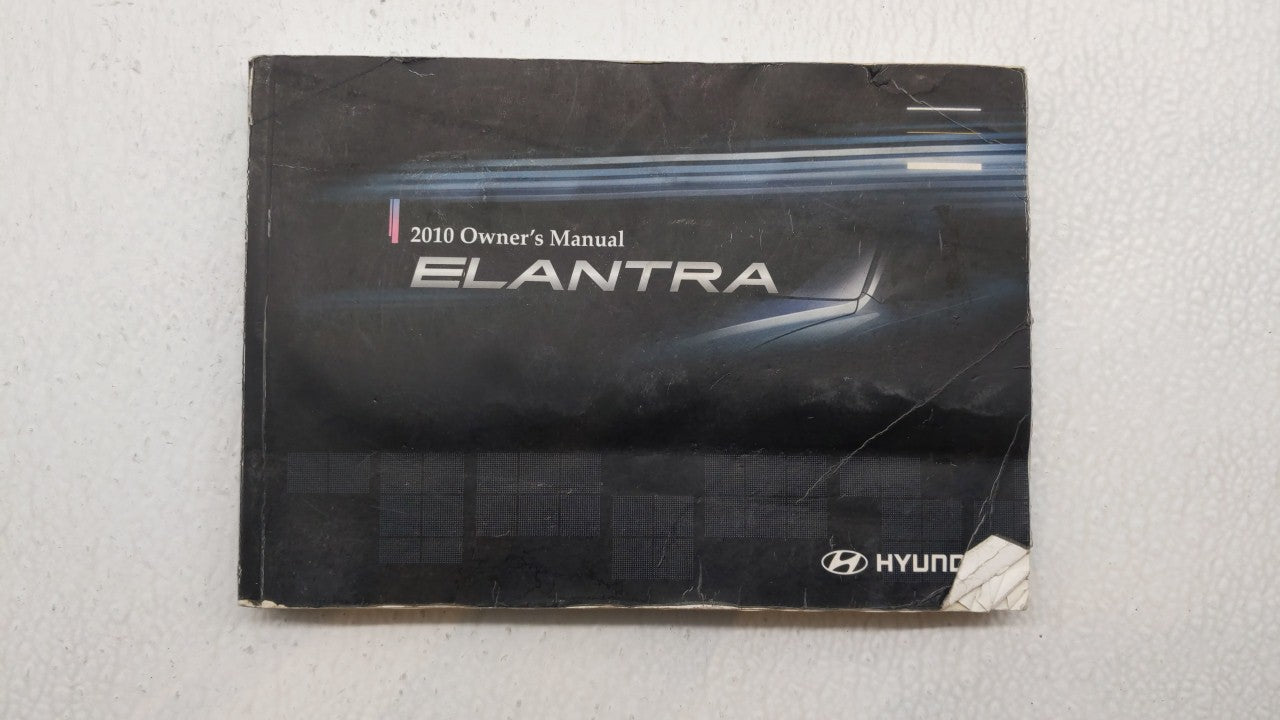 2010 Owner's Manual
ELANTRA
HYUND